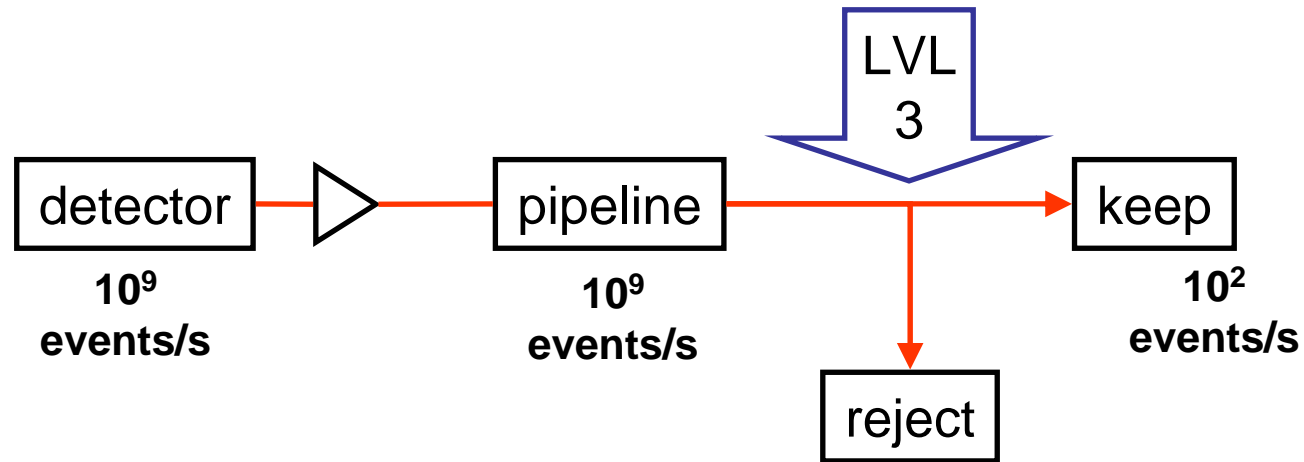 LVL
3
detector
pipeline
keep
10⁹
events/s
10⁹
events/s
10²
events/s
reject